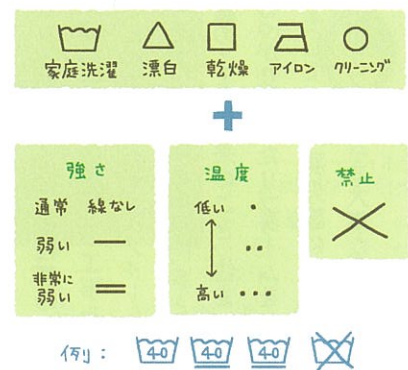 家庭洗濯 漂白 乾燥 アイロン クリーニング
+
強さ
通常 線なし
弱い
非常に
弱い
温度
低い
高い
禁止
例： 40 40 40